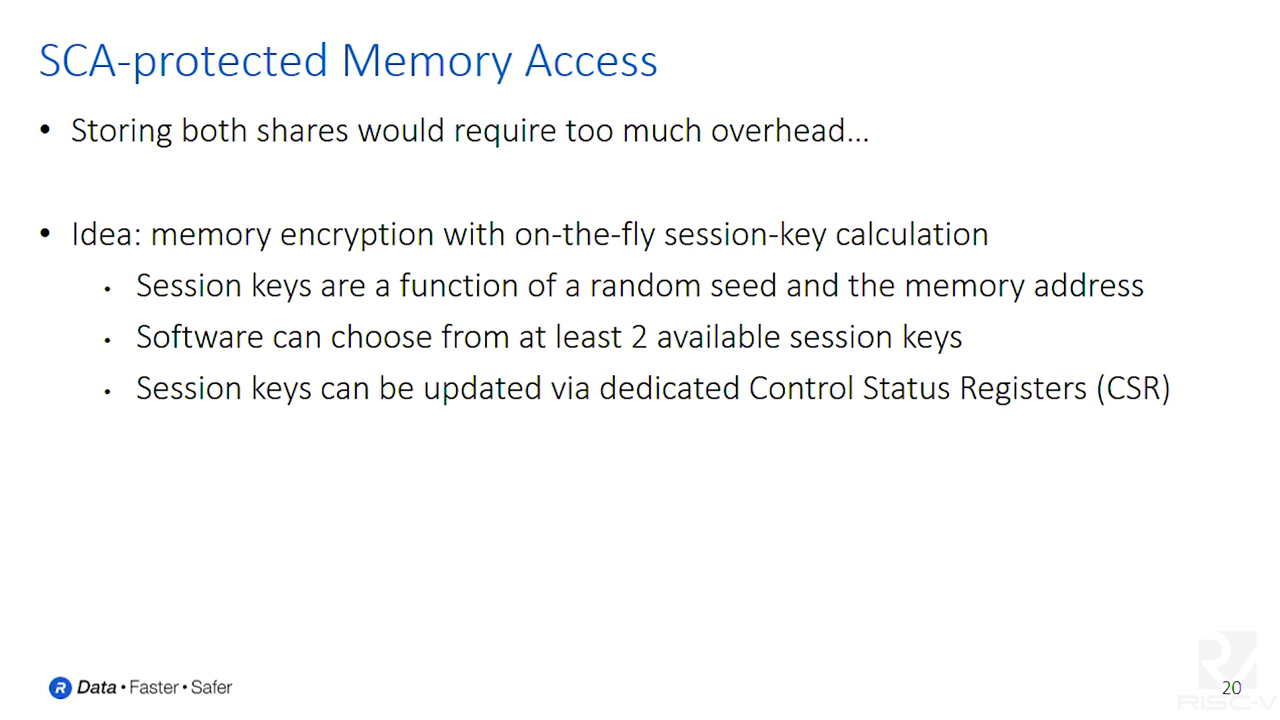 SCA-protected Memory Access
• Storing both shares would require too much overhead...
• Idea: memory encryption with on-the-fly session-key calculation
• Session keys are a function of a random seed and the memory address
• Software can choose from at least 2 available session keys
• Session keys can be updated via dedicated Control Status Registers (CSR)
R Data • Faster • Safer
20
RISC-V